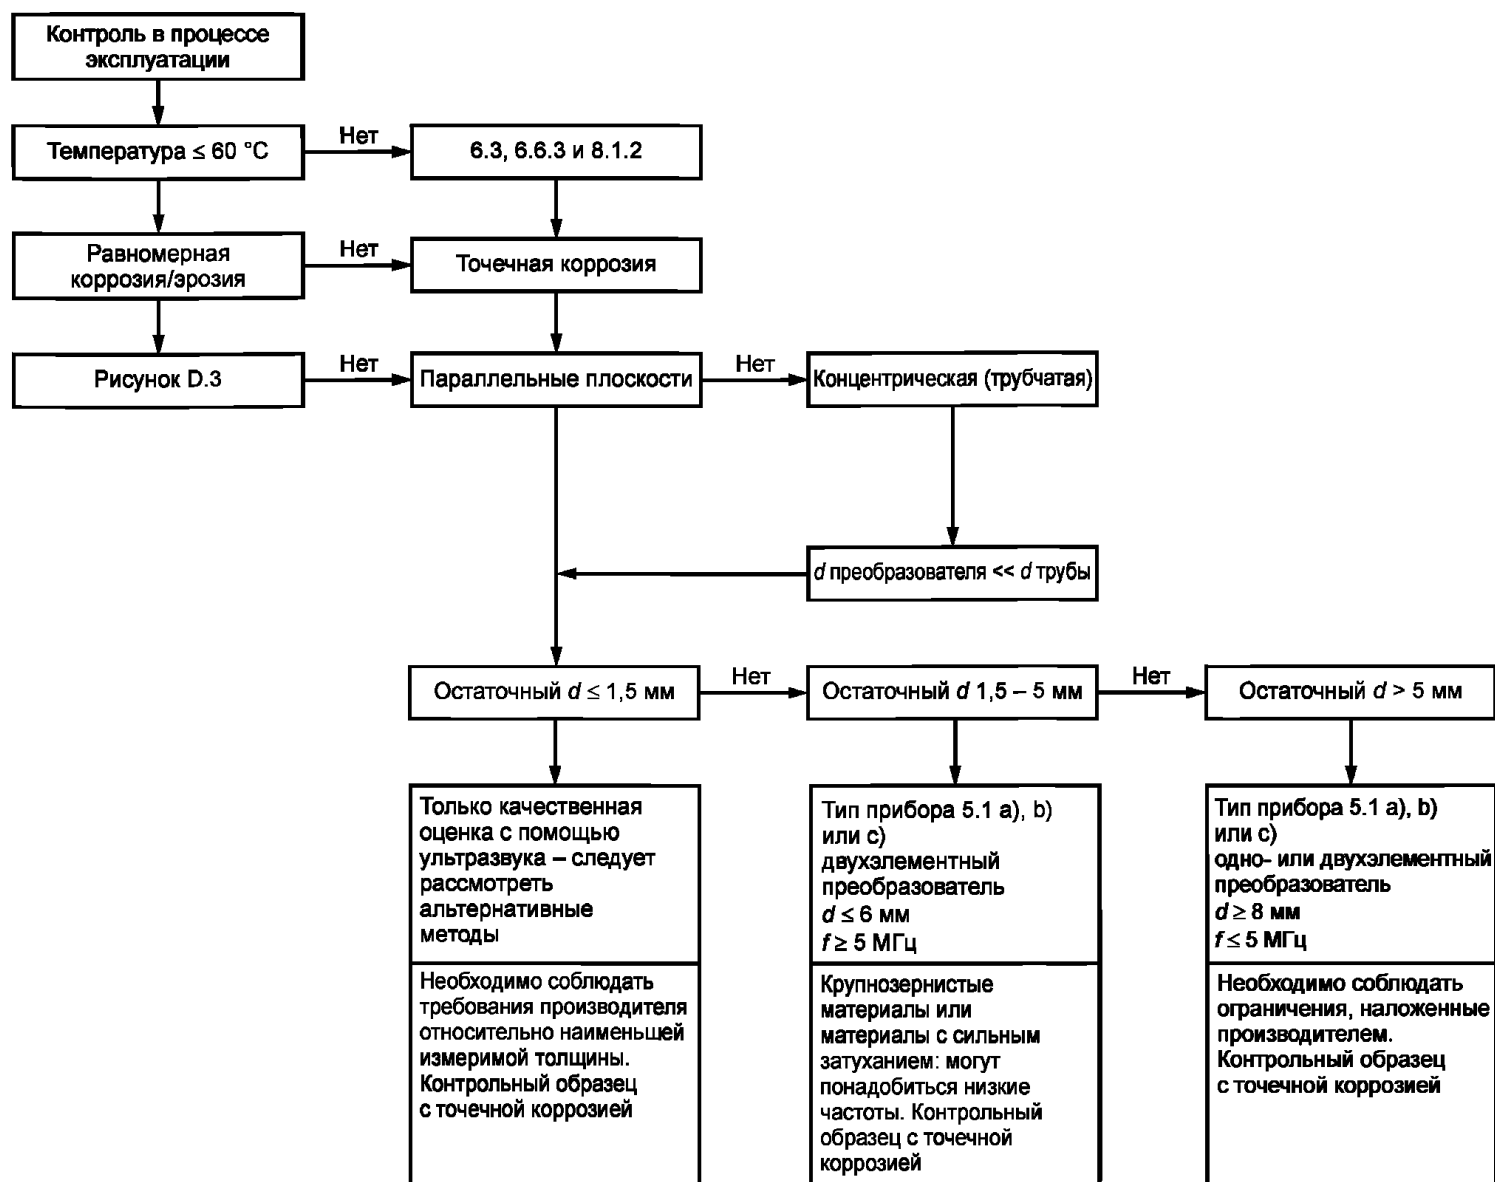 Контроль в процессе
эксплуатации
Температура ≤ 60 °C
Нет
6.3, 6.6.3 и 8.1.2
Равномерная
коррозия/эрозия
Нет
Точечная коррозия
Рисунок D.3
Нет
Параллельные плоскости
Нет
Концентрическая (трубчатая)
d преобразователя << d трубы
Остаточный d ≤ 1,5 мм
Нет
Остаточный d 1,5 – 5 мм
Нет
Остаточный d > 5 мм
Только качественная
оценка с помощью
ультразвука – следует
рассмотреть
альтернативные
методы
Необходимо соблюдать
требования производителя
относительно наименьшей
измеримой толщины.
Контрольный образец
с точечной коррозией
Тип прибора 5.1 a), b)
или c)
двухэлементный
преобразователь
d ≤ 6 мм
f ≥ 5 МГц
Крупнозернистые
материалы или
материалы с сильным
затуханием: могут
понадобиться низкие
частоты. Контрольный
образец с точечной
коррозией
Тип прибора 5.1 a), b)
или c)
одно- или двухэлементный
преобразователь
d ≥ 8 мм
f ≤ 5 МГц
Необходимо соблюдать
ограничения, наложенные
производителем.
Контрольный образец
с точечной коррозией